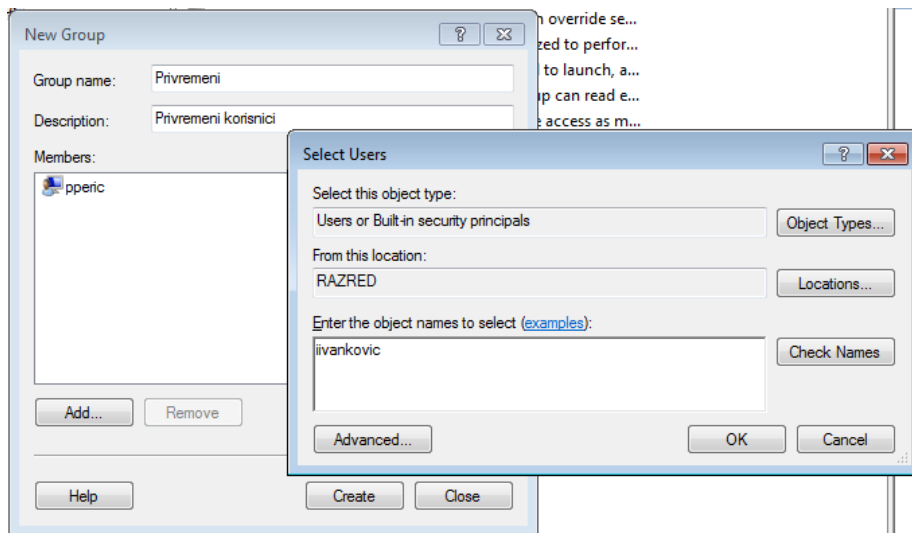 n override se...
zed to perfor...
to launch, a...
up can read e...
access as m...
New Group
Group name: Privremeni
Description: Privremeni korisnici
Members:
pperic
Add... Remove
Help Create Close
Select Users
Select this object type:
Users or Built-in security principals Object Types...
From this location:
RAZRED Locations...
Enter the object names to select (examples):
iivankovic Check Names
Advanced... OK Cancel